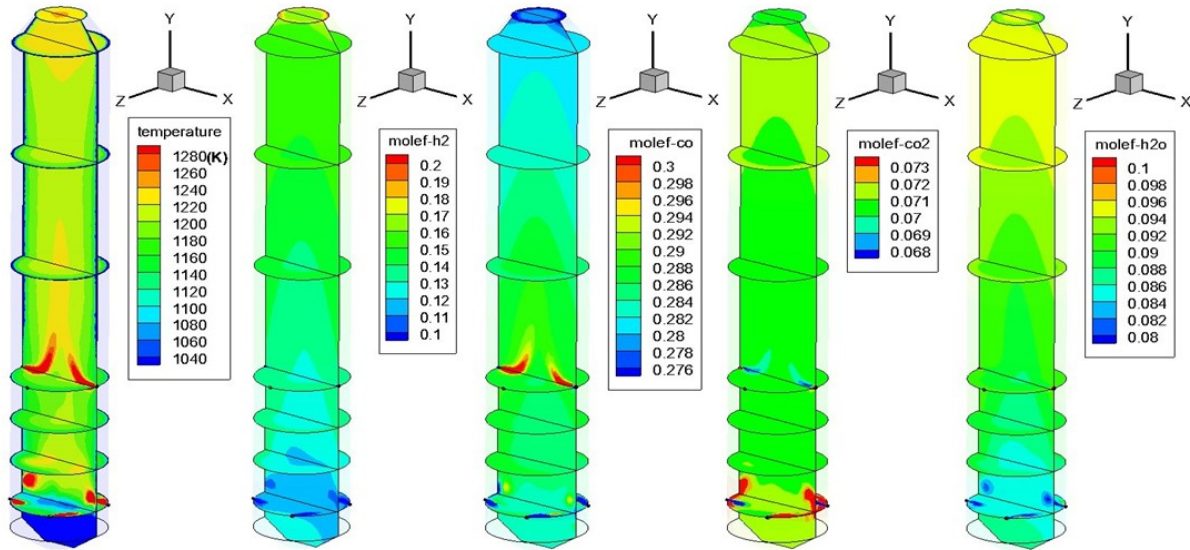 Y
Z
X
temperature
1280(K)
1260
1240
1220
1200
1180
1160
1140
1120
1100
1080
1060
1040
Y
Z
X
molef-h2
0.2
0.19
0.18
0.17
0.16
0.15
0.14
0.13
0.12
0.11
0.1
Y
Z
X
molef-co
0.3
0.298
0.296
0.294
0.292
0.29
0.288
0.286
0.284
0.282
0.28
0.278
0.276
Y
Z
X
molef-co2
0.073
0.072
0.071
0.07
0.069
0.068
Y
Z
X
molef-h2o
0.1
0.098
0.096
0.094
0.092
0.09
0.088
0.086
0.084
0.082
0.08